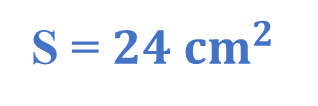 S = 24 cm²